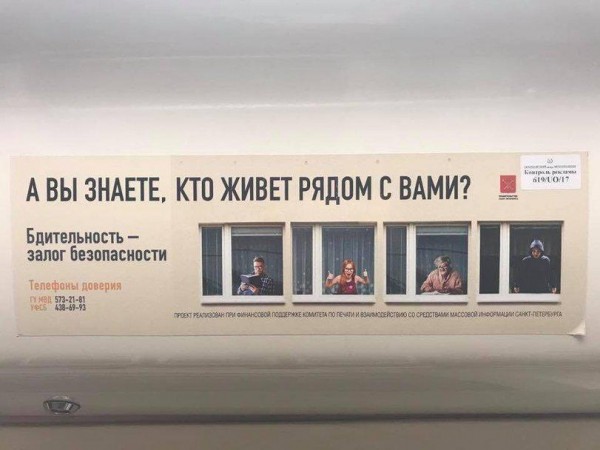 А ВЫ ЗНАЕТЕ, КТО ЖИВЕТ РЯДОМ С ВАМИ?
Бдительность –
залог безопасности
Телефоны доверия
ГУ МВД 573-21-81
УФСБ 438-69-93
Контроль рекламы
619/UO/17
ПРОЕКТ РЕАЛИЗОВАН ПРИ ФИНАНСОВОЙ ПОДДЕРЖКЕ КОМИТЕТА ПО ПЕЧАТИ И ВЗАИМОДЕЙСТВИЮ СО СРЕДСТВАМИ МАССОВОЙ ИНФОРМАЦИИ САНКТ-ПЕТЕРБУРГА